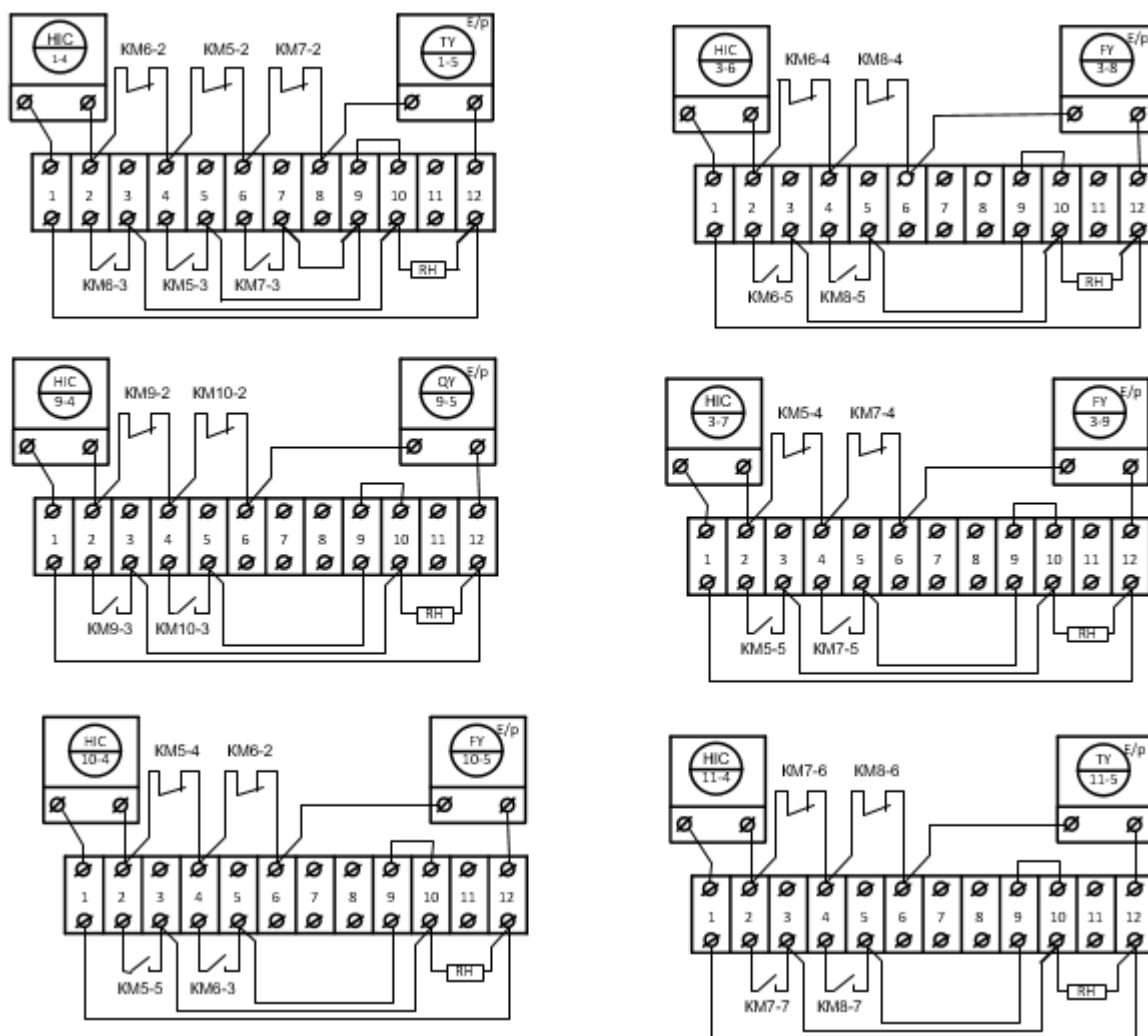 HIC
1-4
KM6-2 KM5-2 KM7-2
E/p
TY
1-5
1 2 3 4 5 6 7 8 9 10 11 12
KM6-3 KM5-3 KM7-3
RH
HIC
3-6
KM6-4 KM8-4
E/p
FY
3-8
1 2 3 4 5 6 7 8 9 10 11 12
KM6-5 KM8-5
RH
HIC
9-4
KM9-2 KM10-2
E/p
QY
9-5
1 2 3 4 5 6 7 8 9 10 11 12
KM9-3 KM10-3
RH
HIC
3-7
KM5-4 KM7-4
E/p
FY
3-9
1 2 3 4 5 6 7 8 9 10 11 12
KM5-5 KM7-5
RH
HIC
10-4
KM5-4 KM6-2
E/p
FY
10-5
1 2 3 4 5 6 7 8 9 10 11 12
KM5-5 KM6-3
RH
HIC
11-4
KM7-6 KM8-6
E/p
TY
11-5
1 2 3 4 5 6 7 8 9 10 11 12
KM7-7 KM8-7
RH